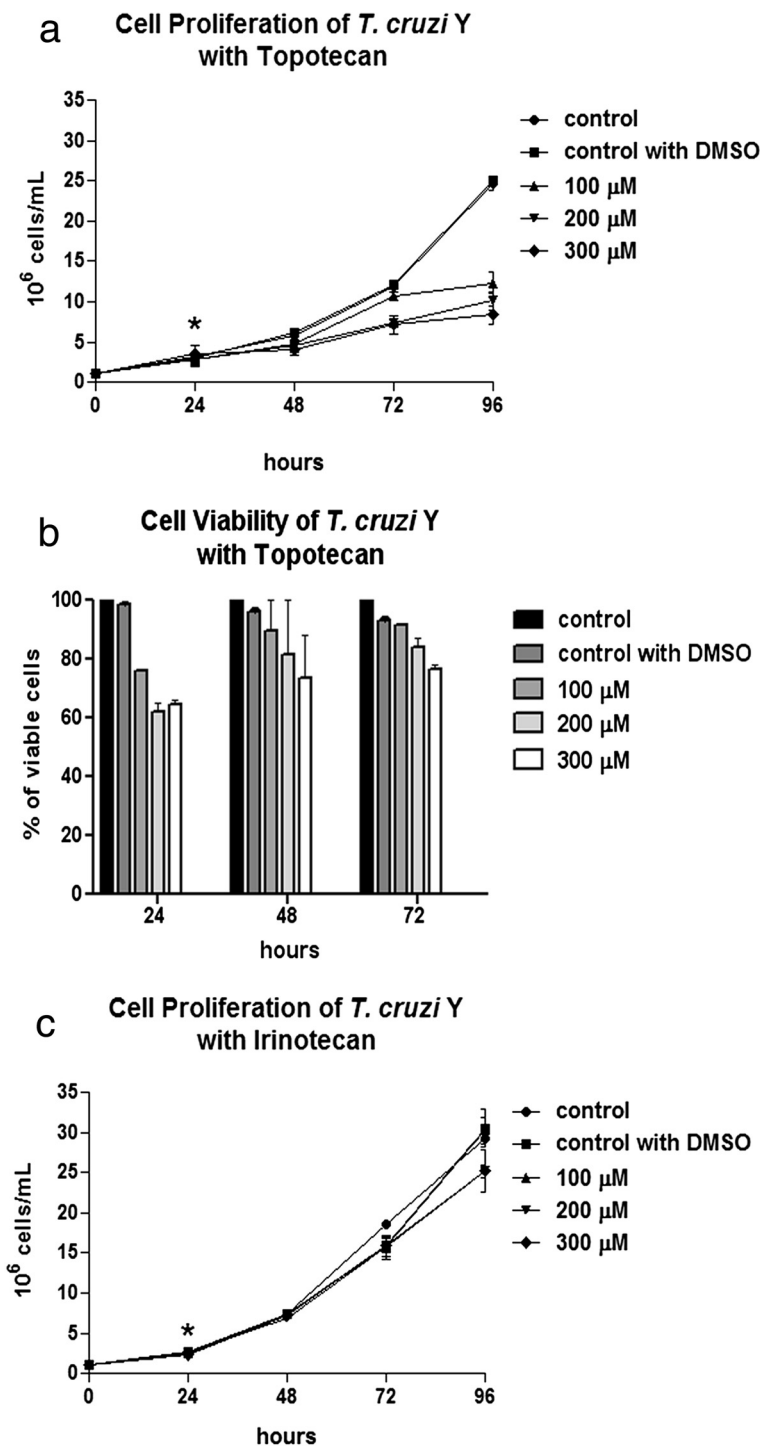 a
Cell Proliferation of T. cruzi Y
with Topotecan
35
30
25
20
15
10
5
0
10⁶ cells/mL
*
0 24 48 72 96
hours
control
control with DMSO
100 μM
200 μM
300 μM
b
Cell Viability of T. cruzi Y
with Topotecan
100
80
60
40
20
0
% of viable cells
24 48 72
hours
control
control with DMSO
100 μM
200 μM
300 μM
c
Cell Proliferation of T. cruzi Y
with Irinotecan
35
30
25
20
15
10
5
0
10⁶ cells/mL
*
0 24 48 72 96
hours
control
control with DMSO
100 μM
200 μM
300 μM